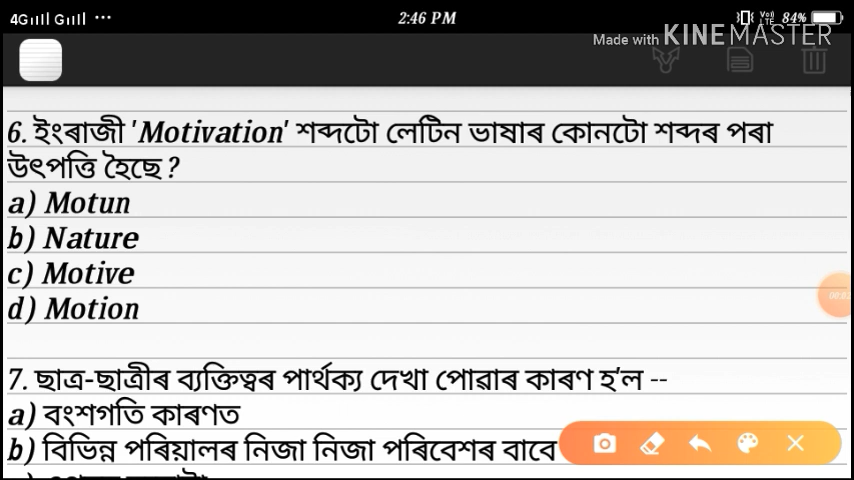 4G G ...
2:46 PM
VoLTE 84%
Made with KINEMASTER
6. ইংৰাজী 'Motivation' শব্দটো লেটিন ভাষাৰ কোনটো শব্দৰ পৰা
উৎপত্তি হৈছে ?
a) Motun
b) Nature
c) Motive
d) Motion
7. ছাত্ৰ-ছাত্ৰীৰ ব্যক্তিত্বৰ পাৰ্থক্য দেখা পোৱাৰ কাৰণ হ'ল --
a) বংশগতি কাৰণত
b) বিভিন্ন পৰিয়ালৰ নিজা নিজা পৰিবেশৰ বাবে